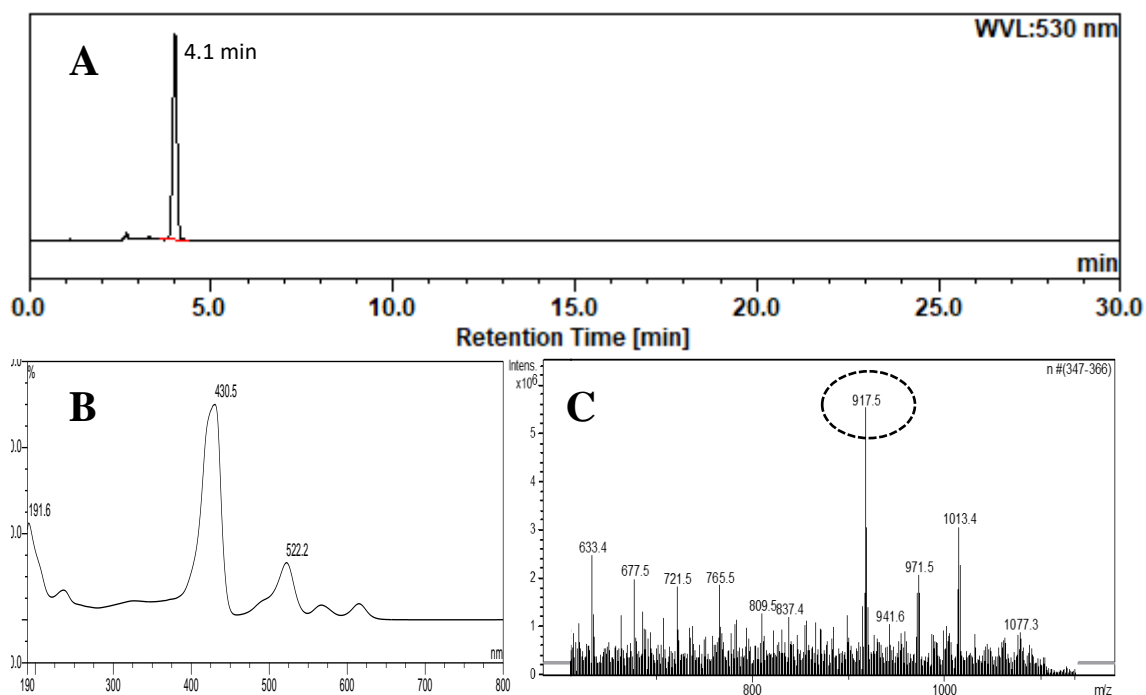 WVL:530 nm
A
4.1 min
min
0.0 5.0 10.0 15.0 20.0 25.0 30.0
Retention Time [min]
%
B
430.5
191.6
522.2
nm
190 300 400 500 600 700 800
Intens.
x10⁶
C
n #(347-366)
917.5
5
4
3
2
1
0
1013.4
633.4
677.5
721.5
765.5
809.5
837.4
971.5
941.6
1077.3
800 1000 m/z